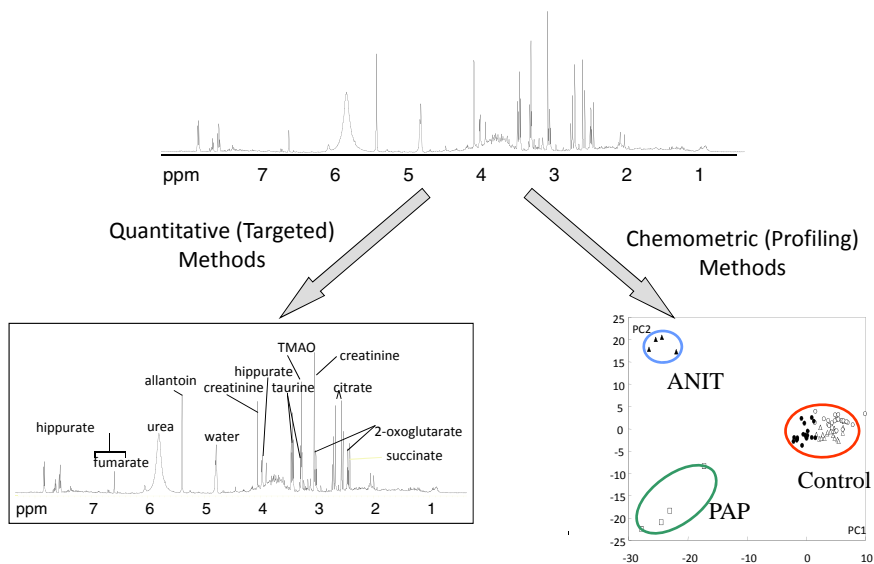 ppm 7 6 5 4 3 2 1
Quantitative (Targeted)
Methods
Chemometric (Profiling)
Methods
TMAO
creatinine
hippurate
allantoin
creatinine taurine citrate
hippurate
urea
water
2-oxoglutarate
fumarate
succinate
ppm 7 6 5 4 3 2 1
25
PC2
20
15
ANIT
10
5
0
-5
Control
-10
PAP
-15
-20
PC1
-25
-30 -20 -10 0 10